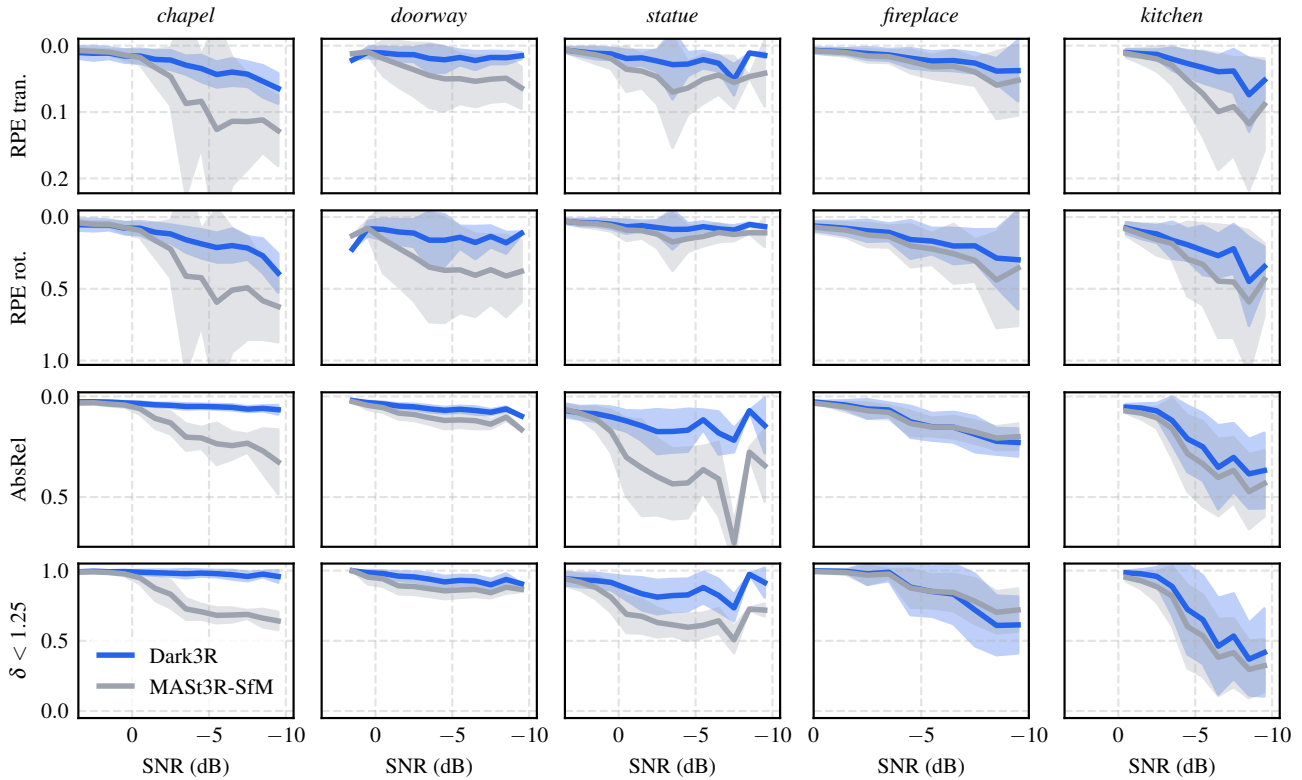 chapel doorway statue fireplace kitchen
RPE tran.
0.0
0.1
0.2
RPE rot.
0.0
0.5
1.0
AbsRel
0.0
0.5
δ < 1.25
1.0
0.5
0.0
Dark3R
MASt3R-SfM
0 −5 −10 0 −5 −10 0 −5 −10 0 −5 −10 0 −5 −10
SNR (dB) SNR (dB) SNR (dB) SNR (dB) SNR (dB)